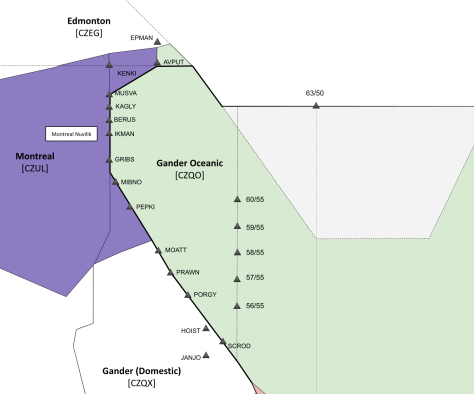 Edmonton
[CZEG]
EPMAN
AVPUT
KENKI
63/50
MUSVA
KAGLY
BERUS
Montreal Nuvilik
IKMAN
Montreal
[CZUL]
GRIBS
Gander Oceanic
[CZQO]
MIBNO
60/55
PEPKI
59/55
MOATT
58/55
PRAWN
57/55
PORGY
56/55
HOIST
SCROD
JANJO
Gander (Domestic)
[CZQX]